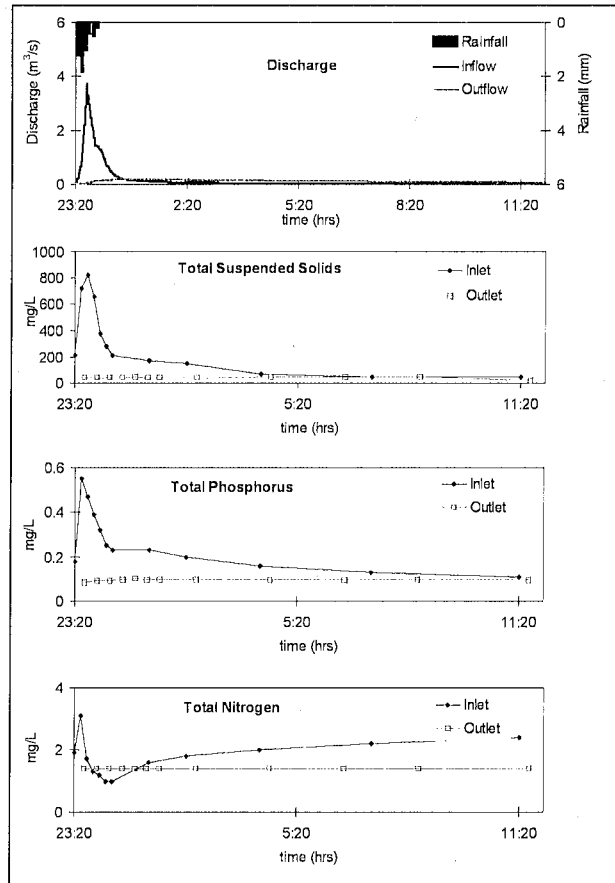 Discharge
Discharge (m³/s)
6
4
2
0
Rainfall
Inflow
Outflow
0
2
4
6
Rainfall (mm)
23:20
2:20
5:20
8:20
11:20
time (hrs)
Total Suspended Solids
mg/L
1000
800
600
400
200
0
Inlet
Outlet
23:20
5:20
11:20
time (hrs)
Total Phosphorus
mg/L
0.6
0.4
0.2
0
Inlet
Outlet
23:20
5:20
11:20
time (hrs)
Total Nitrogen
mg/L
4
2
0
Inlet
Outlet
23:20
5:20
11:20
time (hrs)